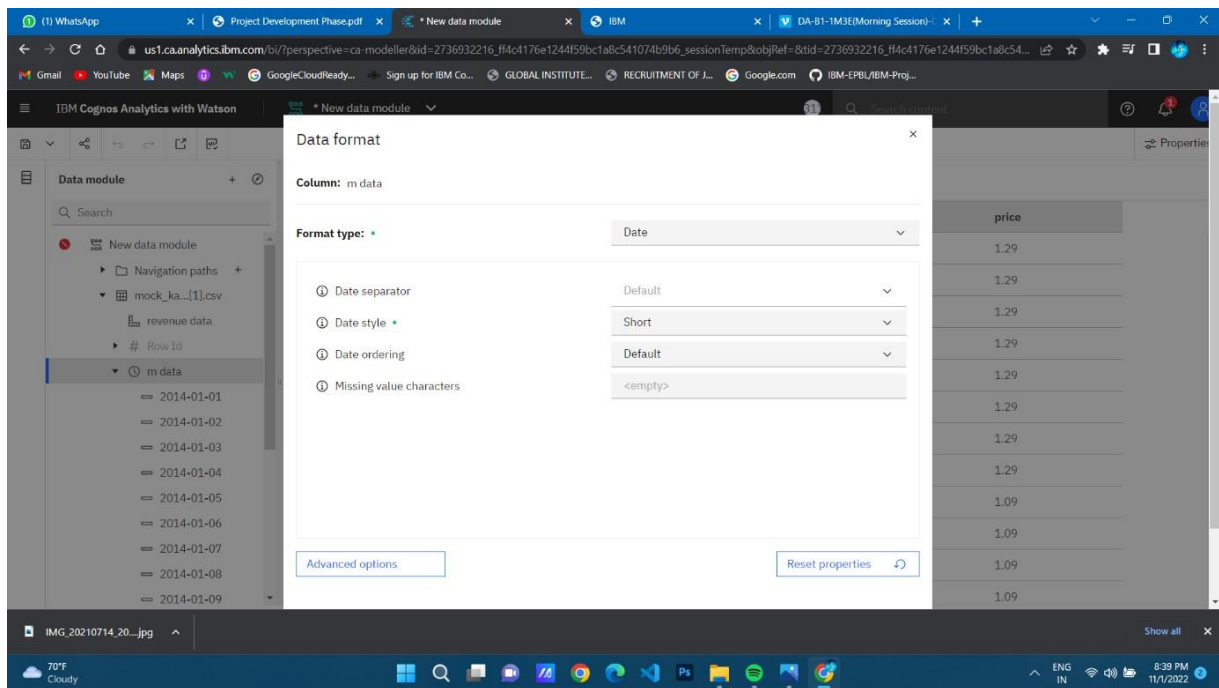 (1) WhatsApp
Project Development Phase.pdf
* New data module
IBM
DA-B1-1M3E(Morning Session)-
us1.ca.analytics.ibm.com/bi/?perspective=ca-modeller&id=2736932216_ff4c4176e1244f59bc1a8c541074b9b6_sessionTemp&objRef=&tid=2736932216_ff4c4176e1244f59bc1a8c54...
Gmail YouTube Maps GoogleCloudReady... Sign up for IBM Co... GLOBAL INSTITUTE... RECRUITMENT OF J... Google.com IBM-EPBL/IBM-Proj...
IBM Cognos Analytics with Watson
* New data module
Search content
Properties
Data module
Search
New data module
Navigation paths
mock_ka...[1].csv
revenue data
# Row Id
m data
2014-01-01
2014-01-02
2014-01-03
2014-01-04
2014-01-05
2014-01-06
2014-01-07
2014-01-08
2014-01-09
Data format
Column: m data
Format type: Date
Date separator Default
Date style Short
Date ordering Default
Missing value characters <empty>
Advanced options
Reset properties
price
1.29
1.29
1.29
1.29
1.29
1.29
1.29
1.29
1.09
1.09
1.09
1.09
IMG_20210714_20....jpg
Show all
70°F
Cloudy
Ps
ENG
IN
8:39 PM
11/1/2022